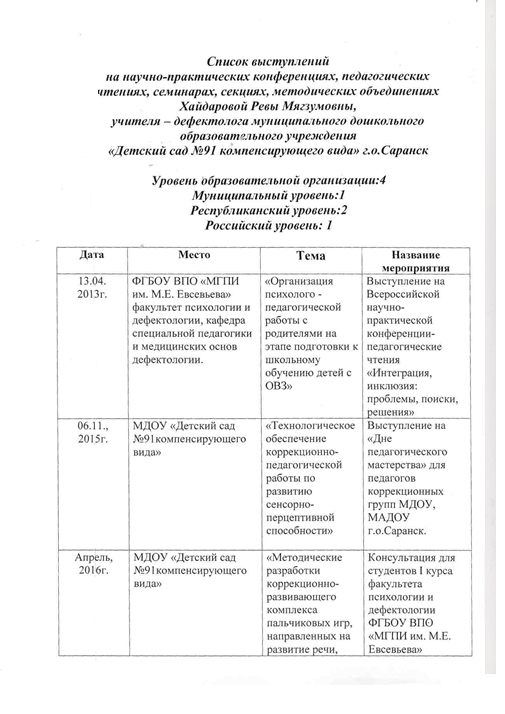 Список выступлений
на научно-практических конференциях, педагогических
чтениях, семинарах, секциях, методических объединениях
Хайдаровой Ревы Мягзумовны,
учителя – дефектолога муниципального дошкольного
образовательного учреждения
«Детский сад №91 компенсирующего вида» г.о.Саранск
Уровень образовательной организации:4
Муниципальный уровень:1
Республиканский уровень:2
Российский уровень: 1
Дата
Место
Тема
Название
мероприятия
13.04.
2013г.
ФГБОУ ВПО «МГПИ
им. М.Е. Евсевьева»
факультет психологии и
дефектологии, кафедра
специальной педагогики
и медицинских основ
дефектологии.
«Организация
психолого -
педагогической
работы с
родителями на
этапе подготовки к
школьному
обучению детей с
ОВЗ»
Выступление на
Всероссийской
научно-
практической
конференции-
педагогические
чтения
«Интеграция,
инклюзия:
проблемы, поиски,
решения»
06.11.,
2015г.
МДОУ «Детский сад
№91компенсирующего
вида»
«Технологическое
обеспечение
коррекционно-
педагогической
работы по
развитию
сенсорно-
перцептивной
способности»
Выступление на
«Дне
педагогического
мастерства» для
педагогов
коррекционных
групп МДОУ,
МАДОУ
г.о.Саранск.
Апрель,
2016г.
МДОУ «Детский сад
№91компенсирующего
вида»
«Методические
разработки
коррекционно-
развивающего
комплекса
пальчиковых игр,
направленных на
развитие речи,
Консультация для
студентов I курса
факультета
психологии и
дефектологии
ФГБОУ ВПО
«МГПИ им. М.Е.
Евсевьева»